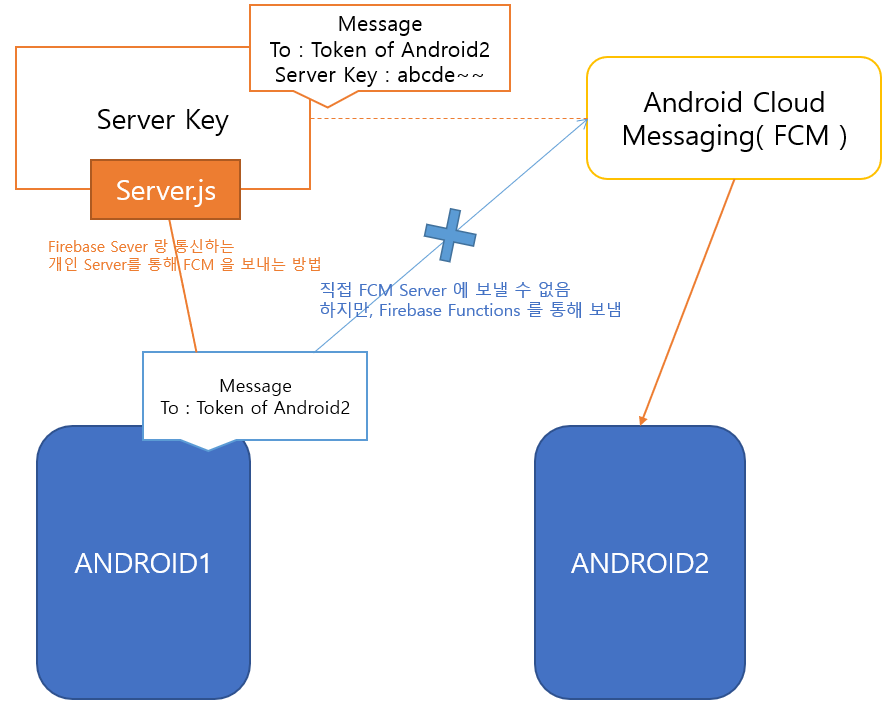 Message
To : Token of Android2
Server Key : abcde~~
Server Key
Server.js
Android Cloud
Messaging( FCM )
Firebase Sever 랑 통신하는
개인 Server를 통해 FCM 을 보내는 방법
직접 FCM Server 에 보낼 수 없음
하지만, Firebase Functions 를 통해 보냄
Message
To : Token of Android2
ANDROID1
ANDROID2